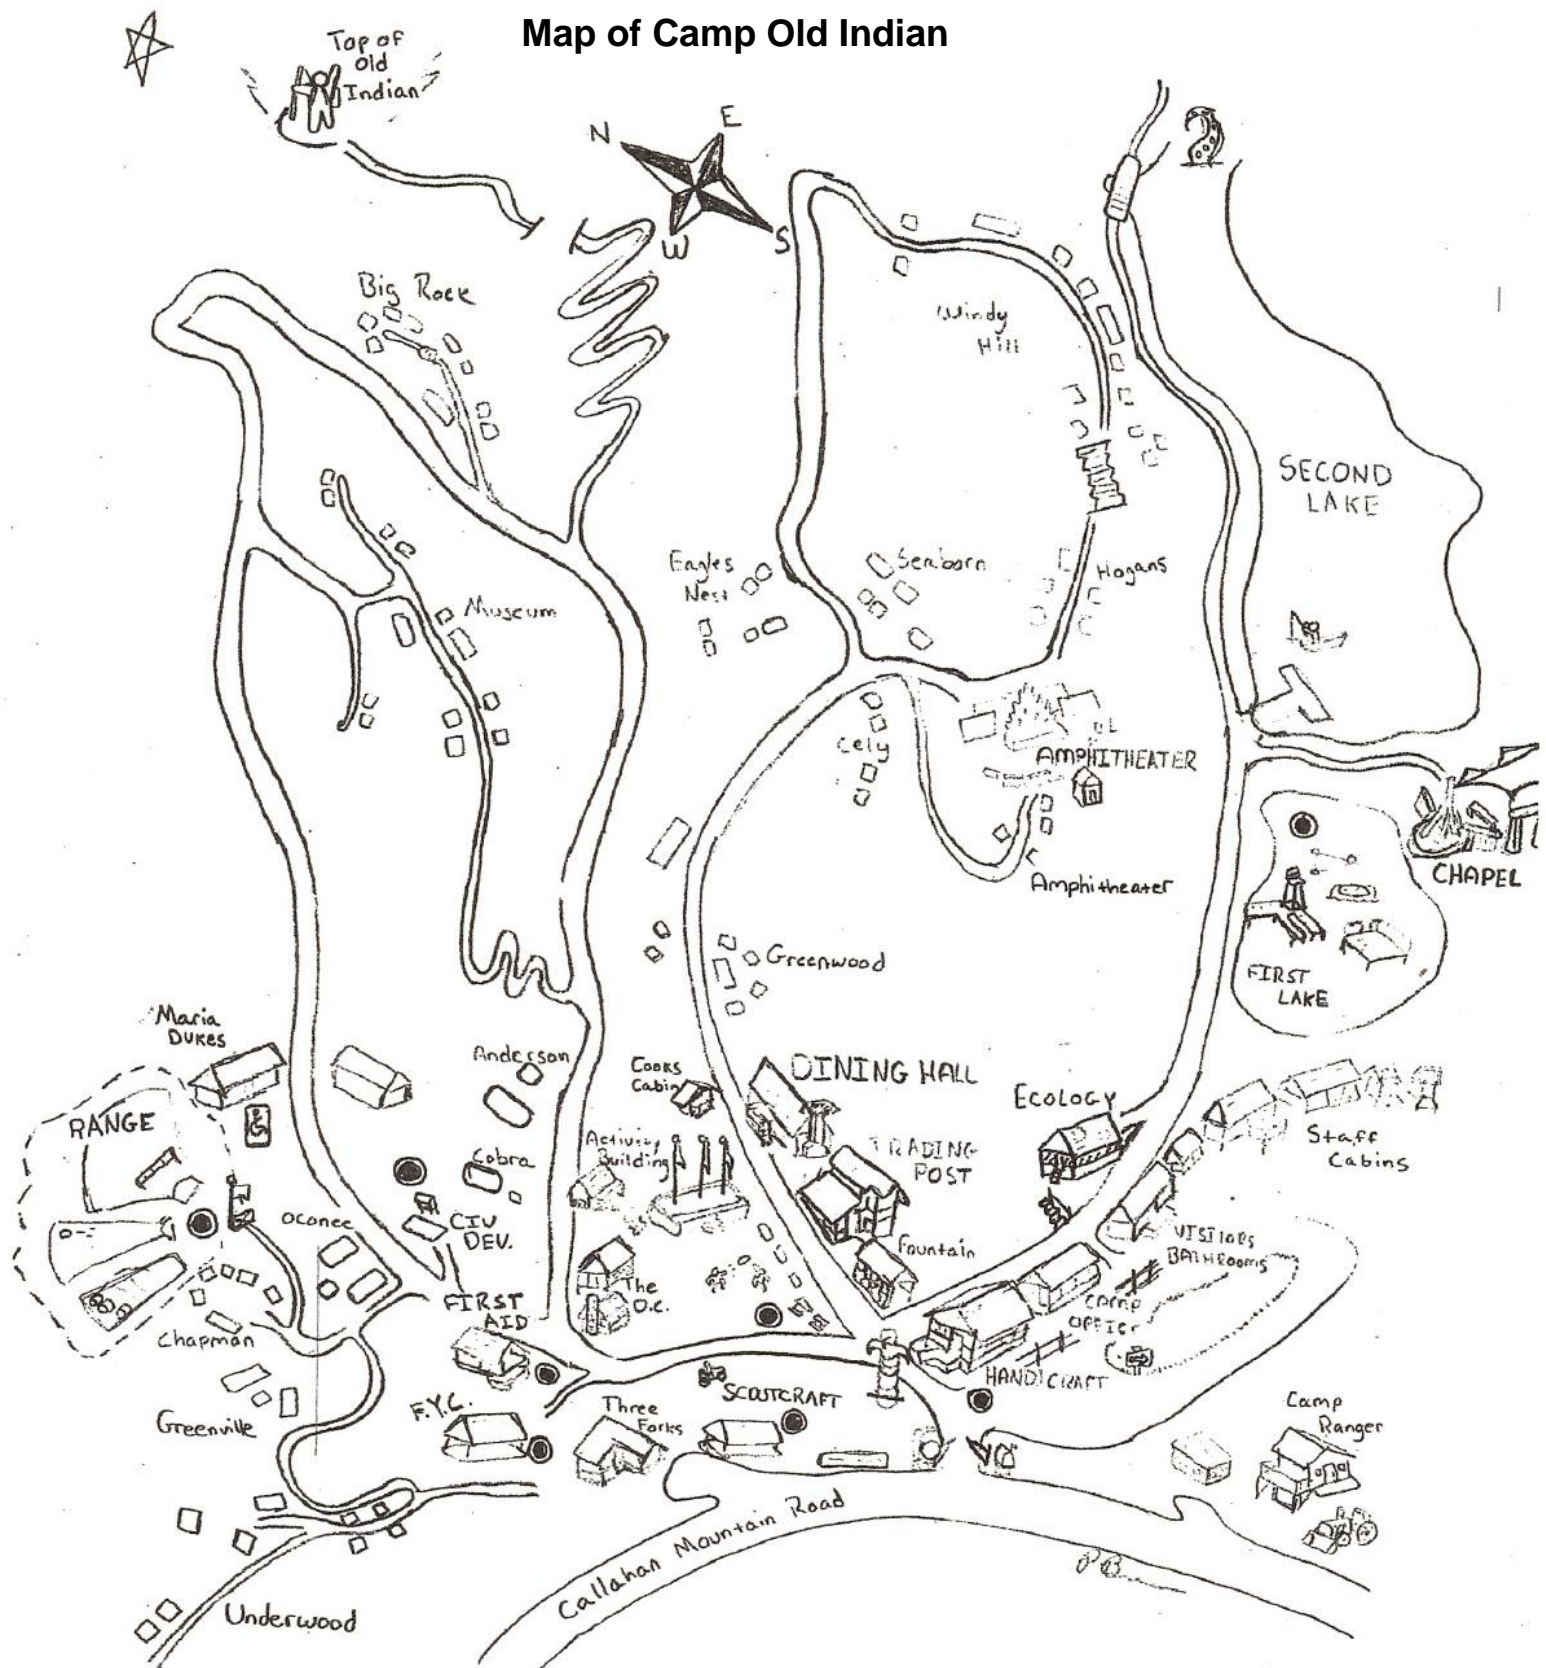 Map of Camp Old Indian
Top of
Old
Indian
N
E
W
S
Big Rock
Windy
Hill
SECOND
LAKE
Eagles
Nest
Seaborn
Hogans
Museum
Cely
AMPHITHEATER
Amphitheater
CHAPEL
Greenwood
FIRST
LAKE
Maria
DUKES
Anderson
Cooks
Cabin
DINING HALL
ECOLOGY
RANGE
Activity
Building
TRADING
POST
Staff
Cabins
Cobra
CIV
DEV.
Oconee
Fountain
VISITORS
BATHROOMS
The
O.C.
FIRST
AID
CAMP
OFFICE
Chapman
HANDICRAFT
SCOUTCRAFT
F.Y.C.
Three
Forks
Camp
Ranger
Greenville
Callahan Mountain Road
Underwood